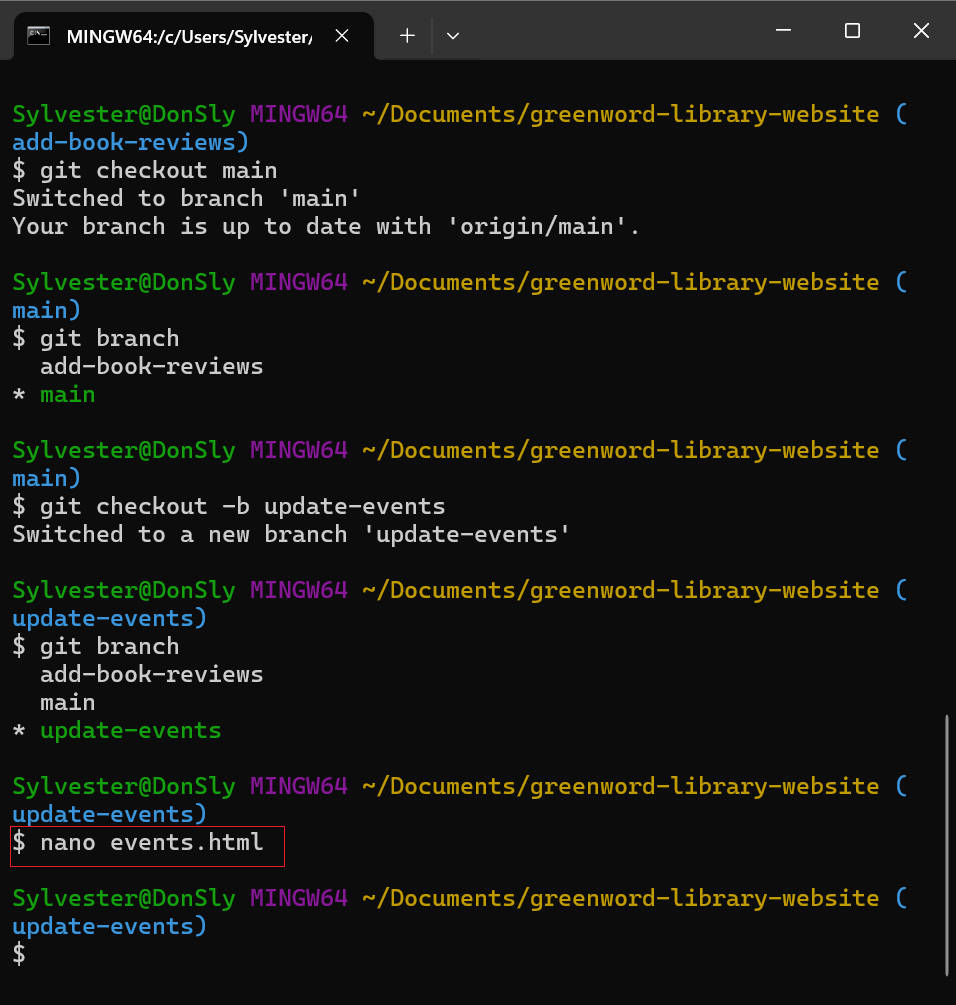 MINGW64:/c/Users/Sylvester/
Sylvester@DonSly MINGW64 ~/Documents/greenword-library-website (
add-book-reviews)
$ git checkout main
Switched to branch 'main'
Your branch is up to date with 'origin/main'.
Sylvester@DonSly MINGW64 ~/Documents/greenword-library-website (
main)
$ git branch
  add-book-reviews
* main
Sylvester@DonSly MINGW64 ~/Documents/greenword-library-website (
main)
$ git checkout -b update-events
Switched to a new branch 'update-events'
Sylvester@DonSly MINGW64 ~/Documents/greenword-library-website (
update-events)
$ git branch
  add-book-reviews
  main
* update-events
Sylvester@DonSly MINGW64 ~/Documents/greenword-library-website (
update-events)
$ nano events.html
Sylvester@DonSly MINGW64 ~/Documents/greenword-library-website (
update-events)
$